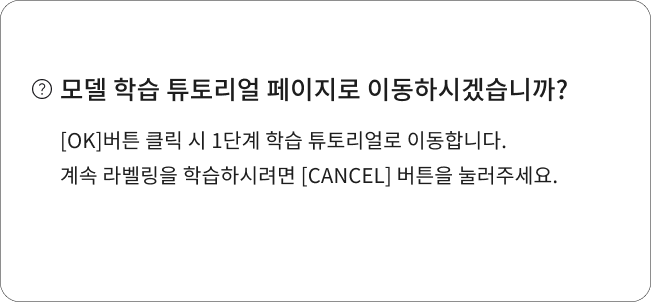 모델 학습 튜토리얼 페이지로 이동하시겠습니까?
[OK]버튼 클릭 시 1단계 학습 튜토리얼로 이동합니다.
계속 라벨링을 학습하시려면 [CANCEL] 버튼을 눌러주세요.